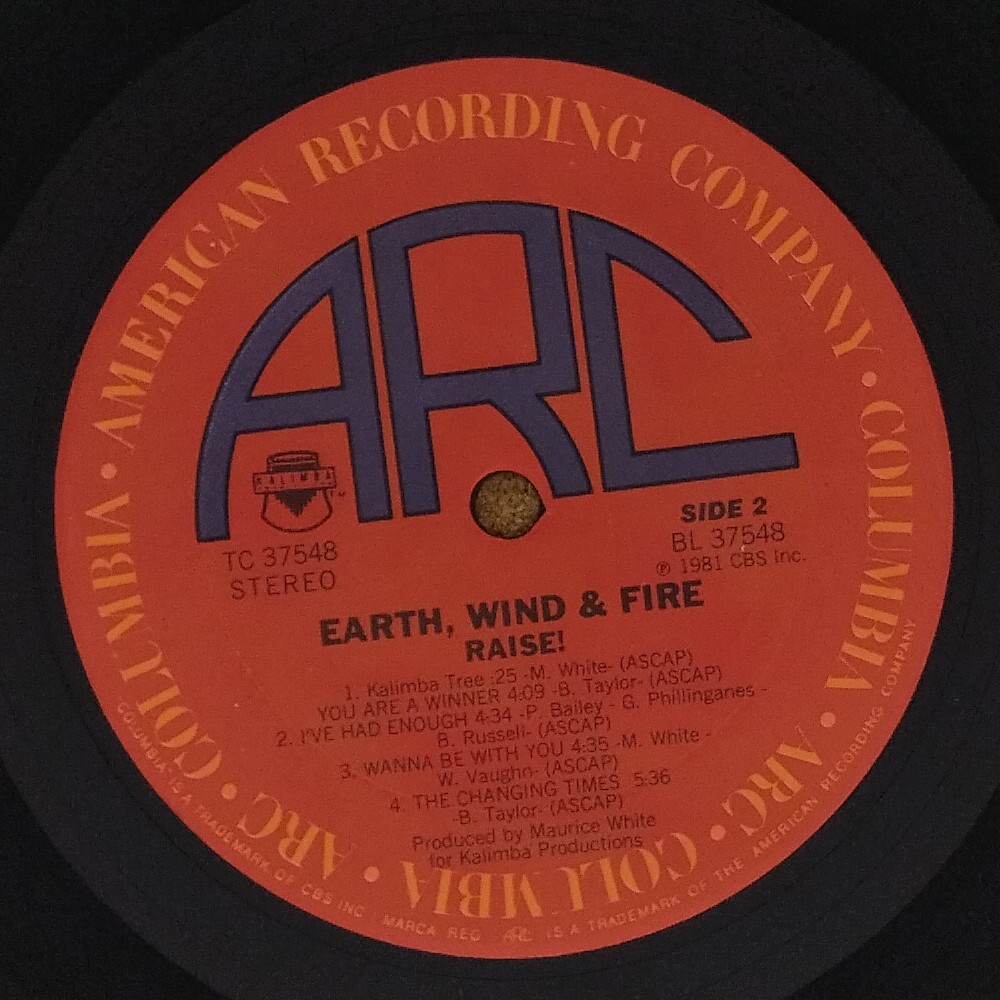 AMERICAN RECORDING COMPANY • COLUMBIA • ARC • COLUMBIA • ARC • COLUMBIA •
ARC
KALIMBA
TM
SIDE 2
TC 37548
BL 37548
STEREO
℗ 1981 CBS Inc.
EARTH, WIND & FIRE
RAISE!
1. Kalimba Tree :25 -M. White- (ASCAP)
YOU ARE A WINNER 4:09 -B. Taylor- (ASCAP)
2. I'VE HAD ENOUGH 4:34 -P. Bailey - G. Phillinganes -
B. Russell- (ASCAP)
3. WANNA BE WITH YOU 4:35 -M. White -
W. Vaughn- (ASCAP)
4. THE CHANGING TIMES 5:36
-B. Taylor- (ASCAP)
Produced by Maurice White
for Kalimba Productions
COLUMBIA IS A TRADEMARK OF CBS INC MARCA REG ARC IS A TRADEMARK OF THE AMERICAN RECORDING COMPANY